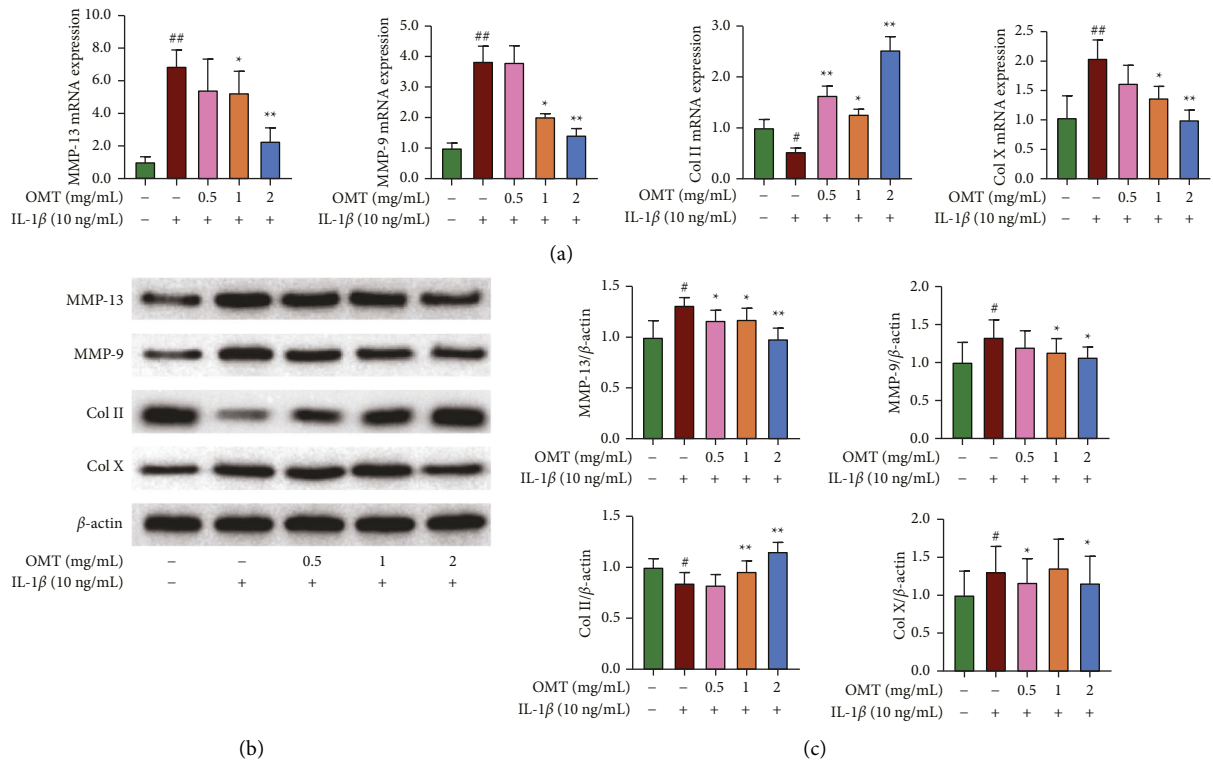 MMP-13 mRNA expression
8.0
10.0
6.0
4.0
2.0
0.0
##
*
**
OMT (mg/mL) – – 0.5 1 2
IL-1β (10 ng/mL) – + + + +
MMP-9 mRNA expression
5.0
4.0
3.0
2.0
1.0
0.0
##
*
**
OMT (mg/mL) – – 0.5 1 2
IL-1β (10 ng/mL) – + + + +
Col II mRNA expression
3.0
2.0
1.0
0.0
#
**
*
**
OMT (mg/mL) – – 0.5 1 2
IL-1β (10 ng/mL) – + + + +
Col X mRNA expression
2.5
2.0
1.5
1.0
0.5
0.0
##
*
**
OMT (mg/mL) – – 0.5 1 2
IL-1β (10 ng/mL) – + + + +
(a)
MMP-13
MMP-9
Col II
Col X
β-actin
OMT (mg/mL) – – 0.5 1 2
IL-1β (10 ng/mL) – + + + +
(b)
MMP-13/β-actin
1.5
1.0
0.5
0.0
#
*
*
**
OMT (mg/mL) – – 0.5 1 2
IL-1β (10 ng/mL) – + + + +
MMP-9/β-actin
2.0
1.5
1.0
0.5
0.0
#
*
*
OMT (mg/mL) – – 0.5 1 2
IL-1β (10 ng/mL) – + + + +
Col II/β-actin
1.5
1.0
0.5
0.0
#
**
**
OMT (mg/mL) – – 0.5 1 2
IL-1β (10 ng/mL) – + + + +
Col X/β-actin
2.0
1.5
1.0
0.5
0.0
#
*
*
OMT (mg/mL) – – 0.5 1 2
IL-1β (10 ng/mL) – + + + +
(c)